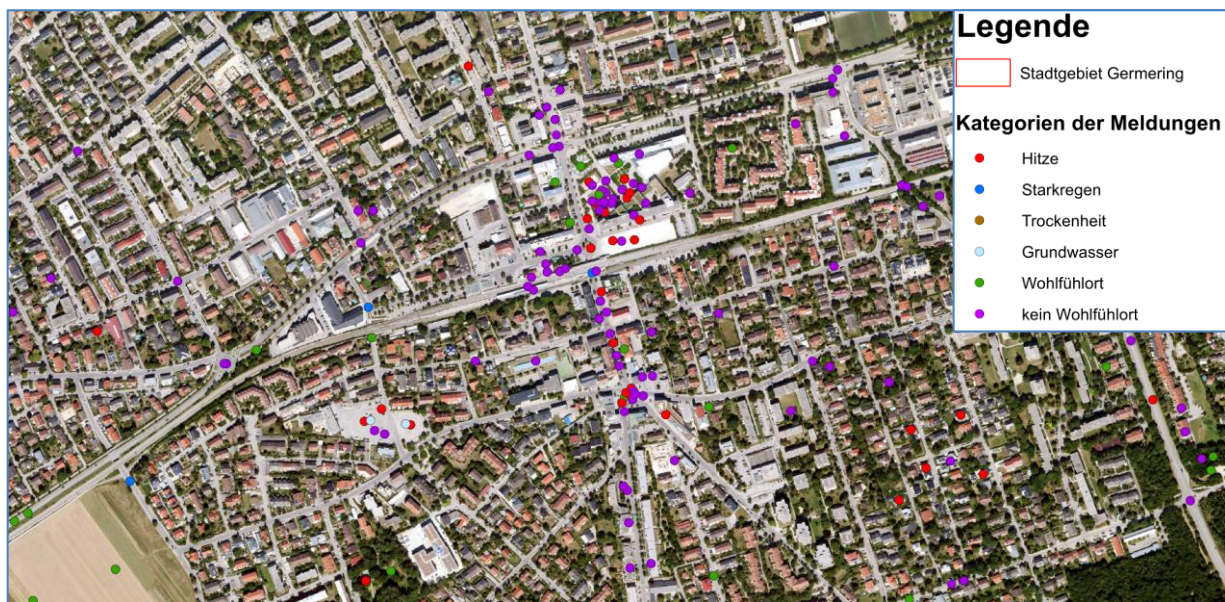 Legende
Stadtgebiet Germering
Kategorien der Meldungen
Hitze
Starkregen
Trockenheit
Grundwasser
Wohlfühlort
kein Wohlfühlort